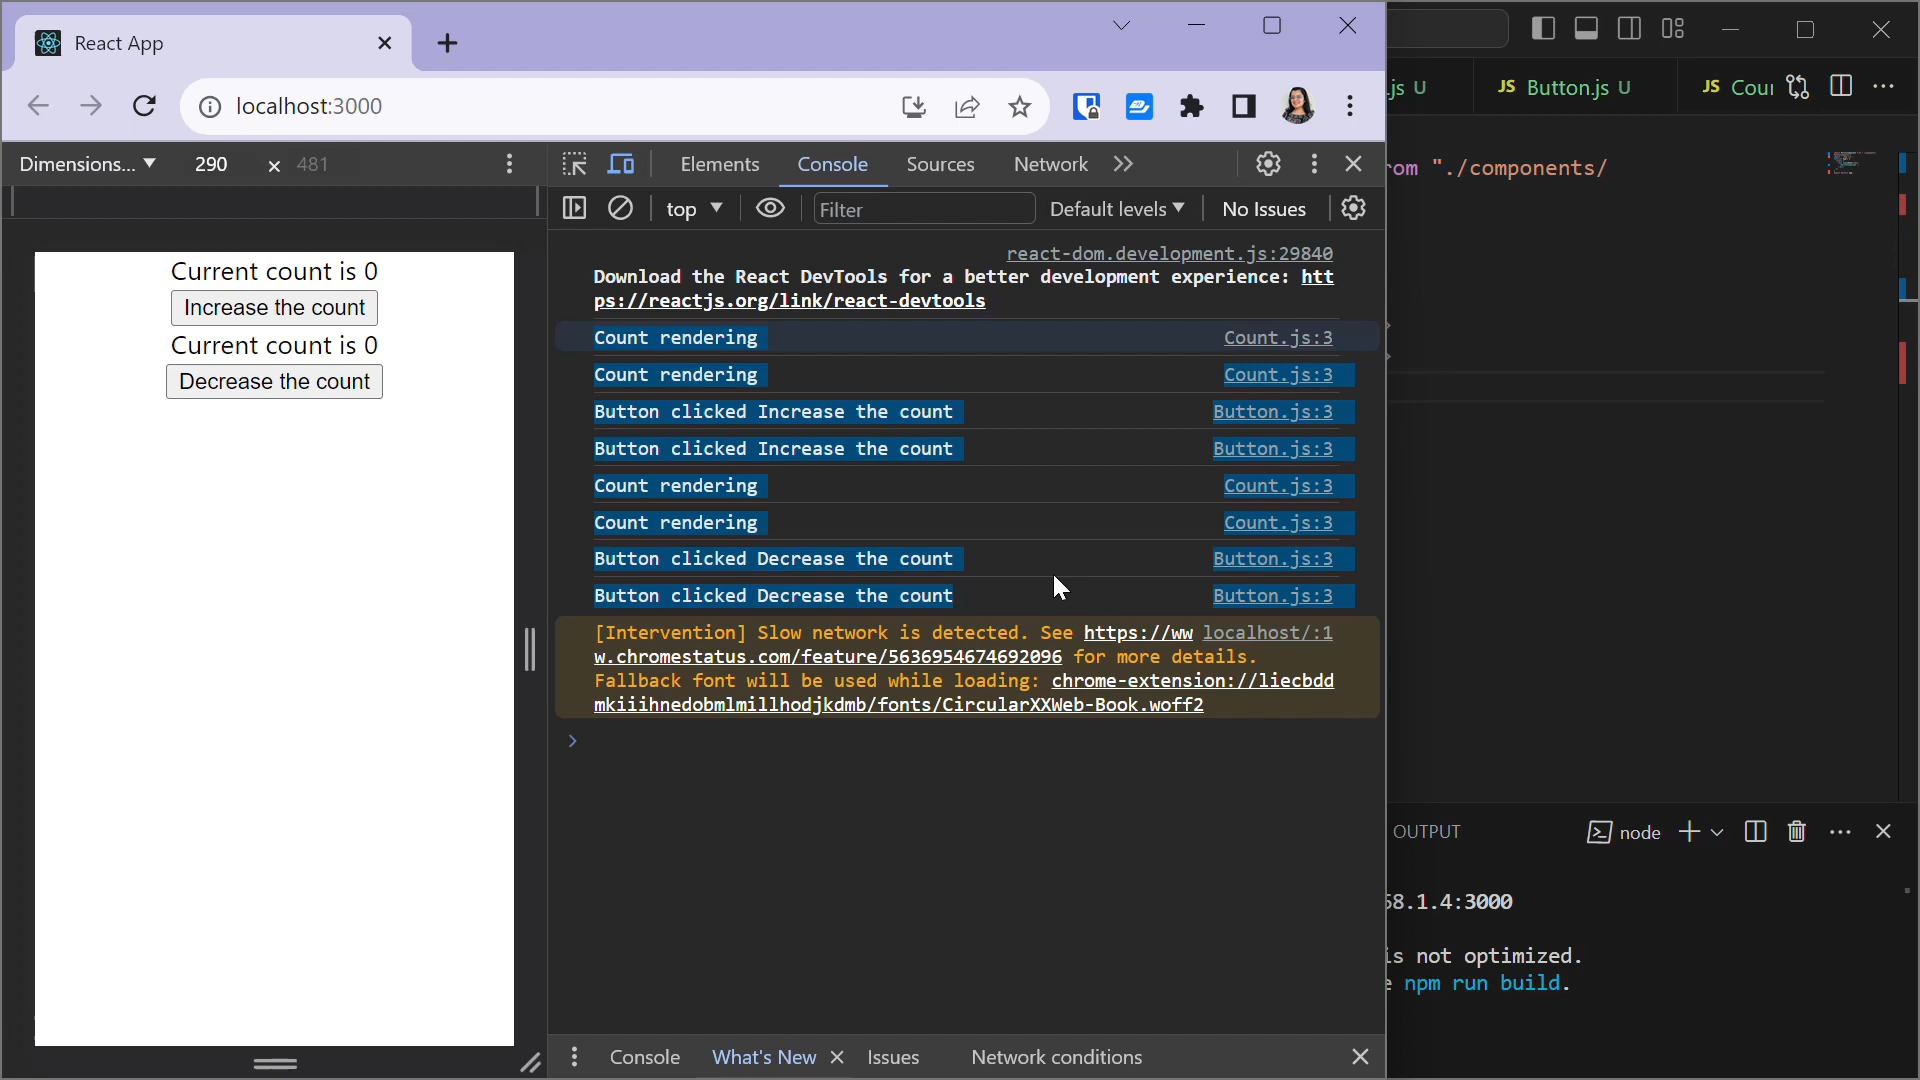 React App
localhost:3000
Dimensions... 290 × 481
Elements Console Sources Network
top Filter Default levels No Issues
Current count is 0
Increase the count
Current count is 0
Decrease the count
react-dom.development.js:29840
Download the React DevTools for a better development experience: htt
ps://reactjs.org/link/react-devtools
Count rendering Count.js:3
Count rendering Count.js:3
Button clicked Increase the count Button.js:3
Button clicked Increase the count Button.js:3
Count rendering Count.js:3
Count rendering Count.js:3
Button clicked Decrease the count Button.js:3
Button clicked Decrease the count Button.js:3
[Intervention] Slow network is detected. See https://ww localhost/:1
w.chromestatus.com/feature/5636954674692096 for more details.
Fallback font will be used while loading: chrome-extension://liecbdd
mkiiihnedobmlmillhodjkdmb/fonts/CircularXXWeb-Book.woff2
Console What's New Issues Network conditions
js U JS Button.js U JS Cour
om "./components/
OUTPUT node
58.1.4:3000
is not optimized.
e npm run build.